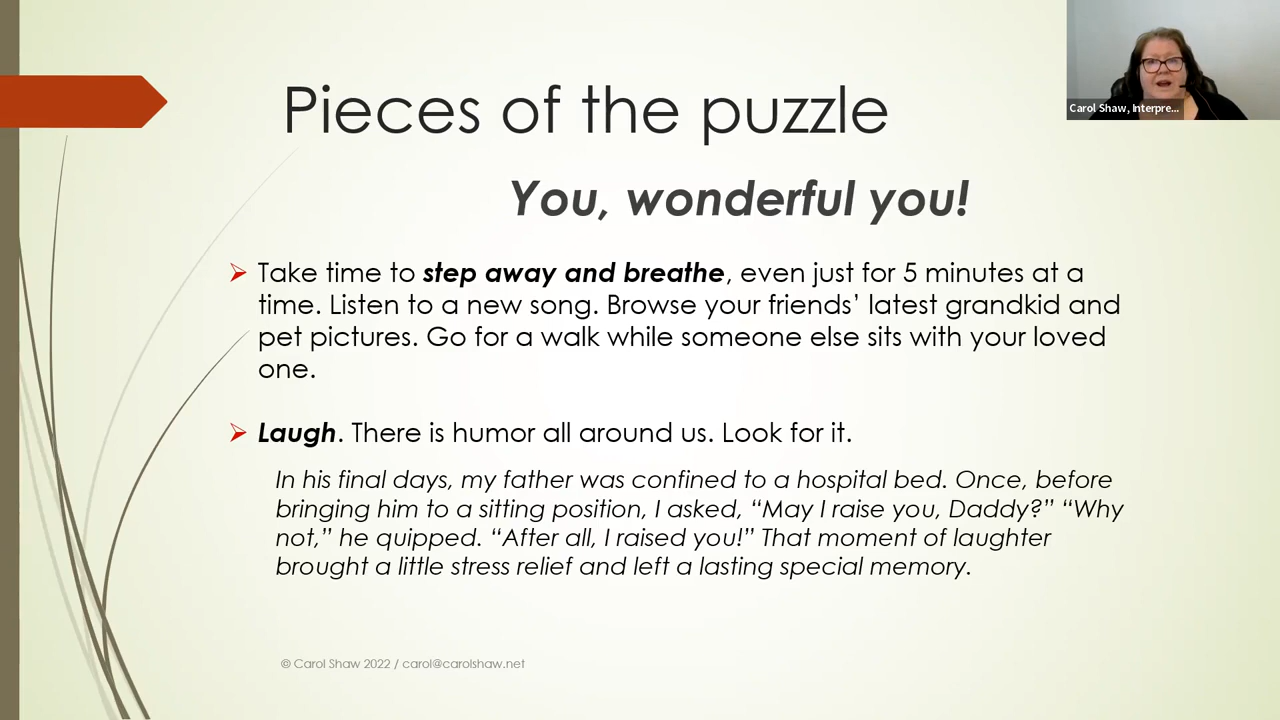 Pieces of the puzzle
Carol Shaw, Interpre...
You, wonderful you!
Take time to step away and breathe, even just for 5 minutes at a
time. Listen to a new song. Browse your friends’ latest grandkid and
pet pictures. Go for a walk while someone else sits with your loved
one.
Laugh. There is humor all around us. Look for it.
In his final days, my father was confined to a hospital bed. Once, before
bringing him to a sitting position, I asked, “May I raise you, Daddy?” “Why
not,” he quipped. “After all, I raised you!” That moment of laughter
brought a little stress relief and left a lasting special memory.
© Carol Shaw 2022 / carol@carolshaw.net